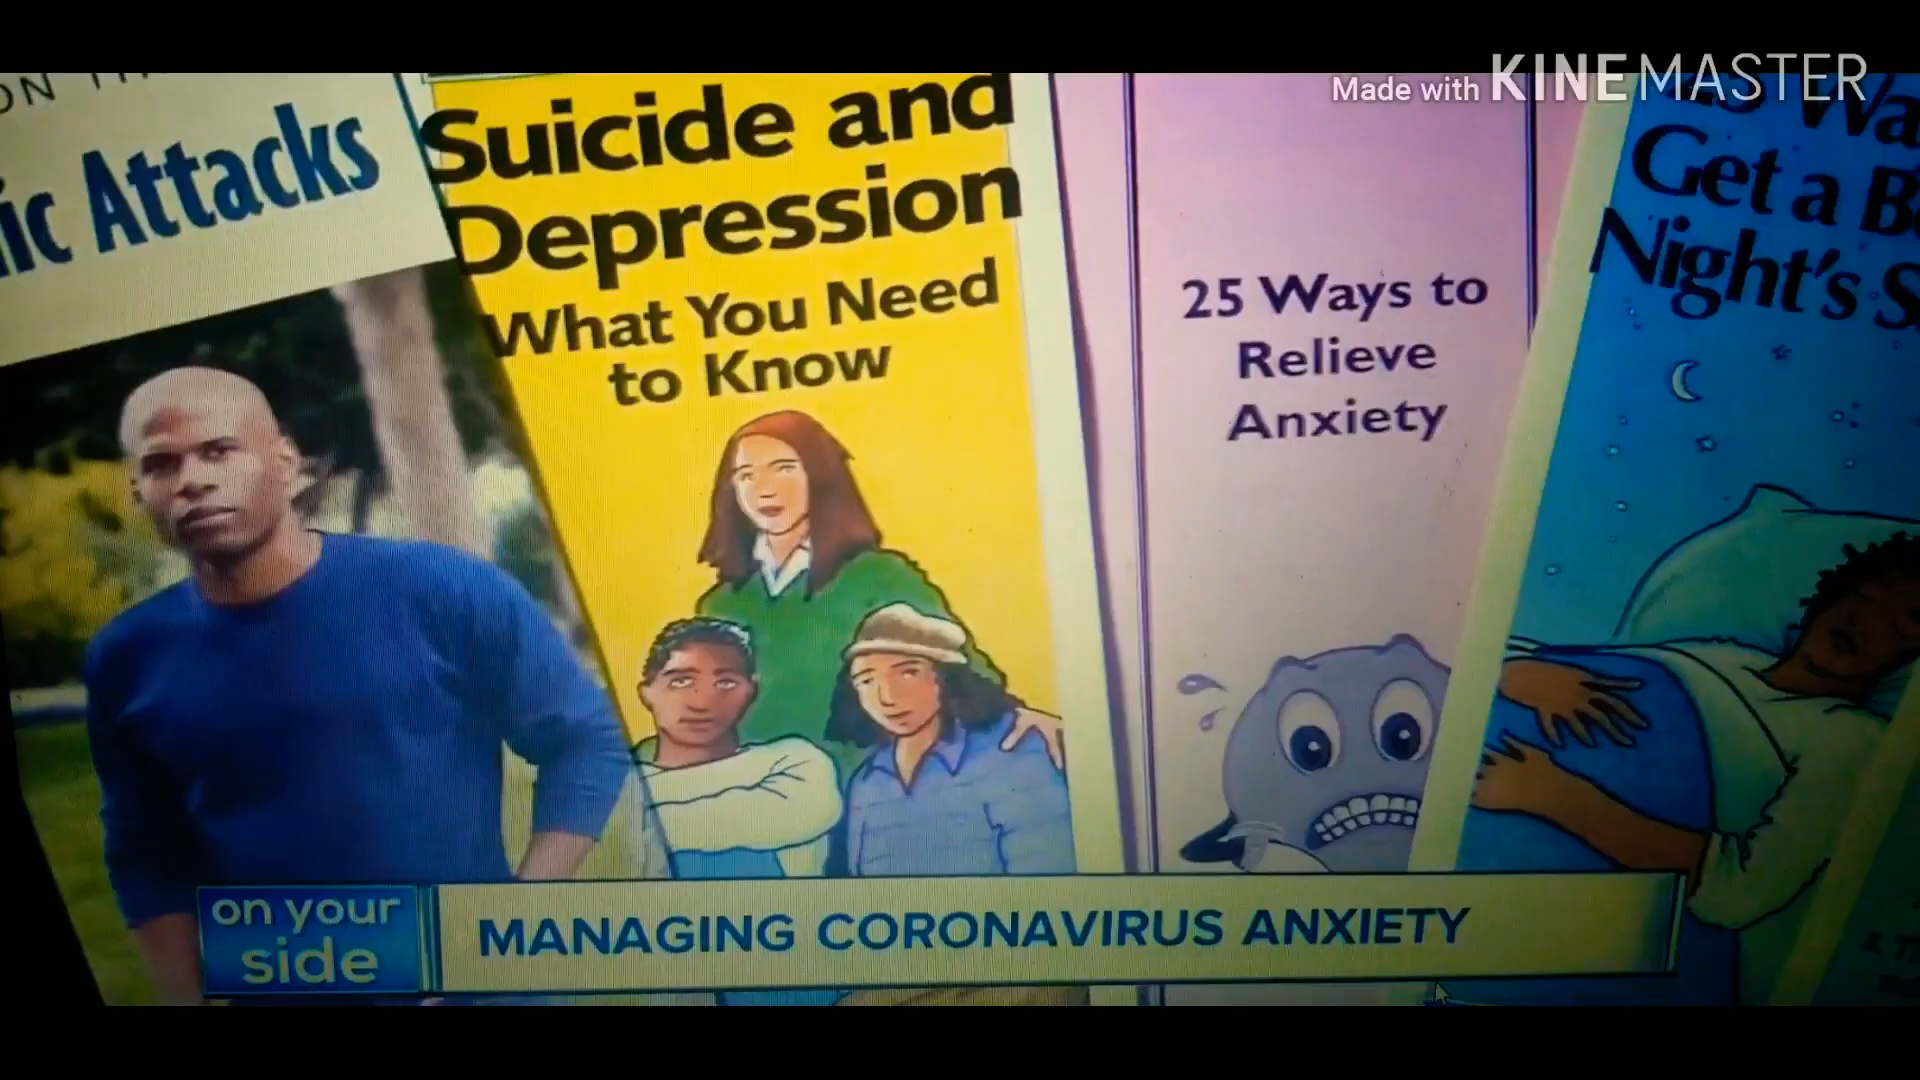 Made with KINEMASTER
ON
Attacks
Suicide and
Depression
What You Need
to Know
25 Ways to
Relieve
Anxiety
Get a
Night's
on your
side
MANAGING CORONAVIRUS ANXIETY